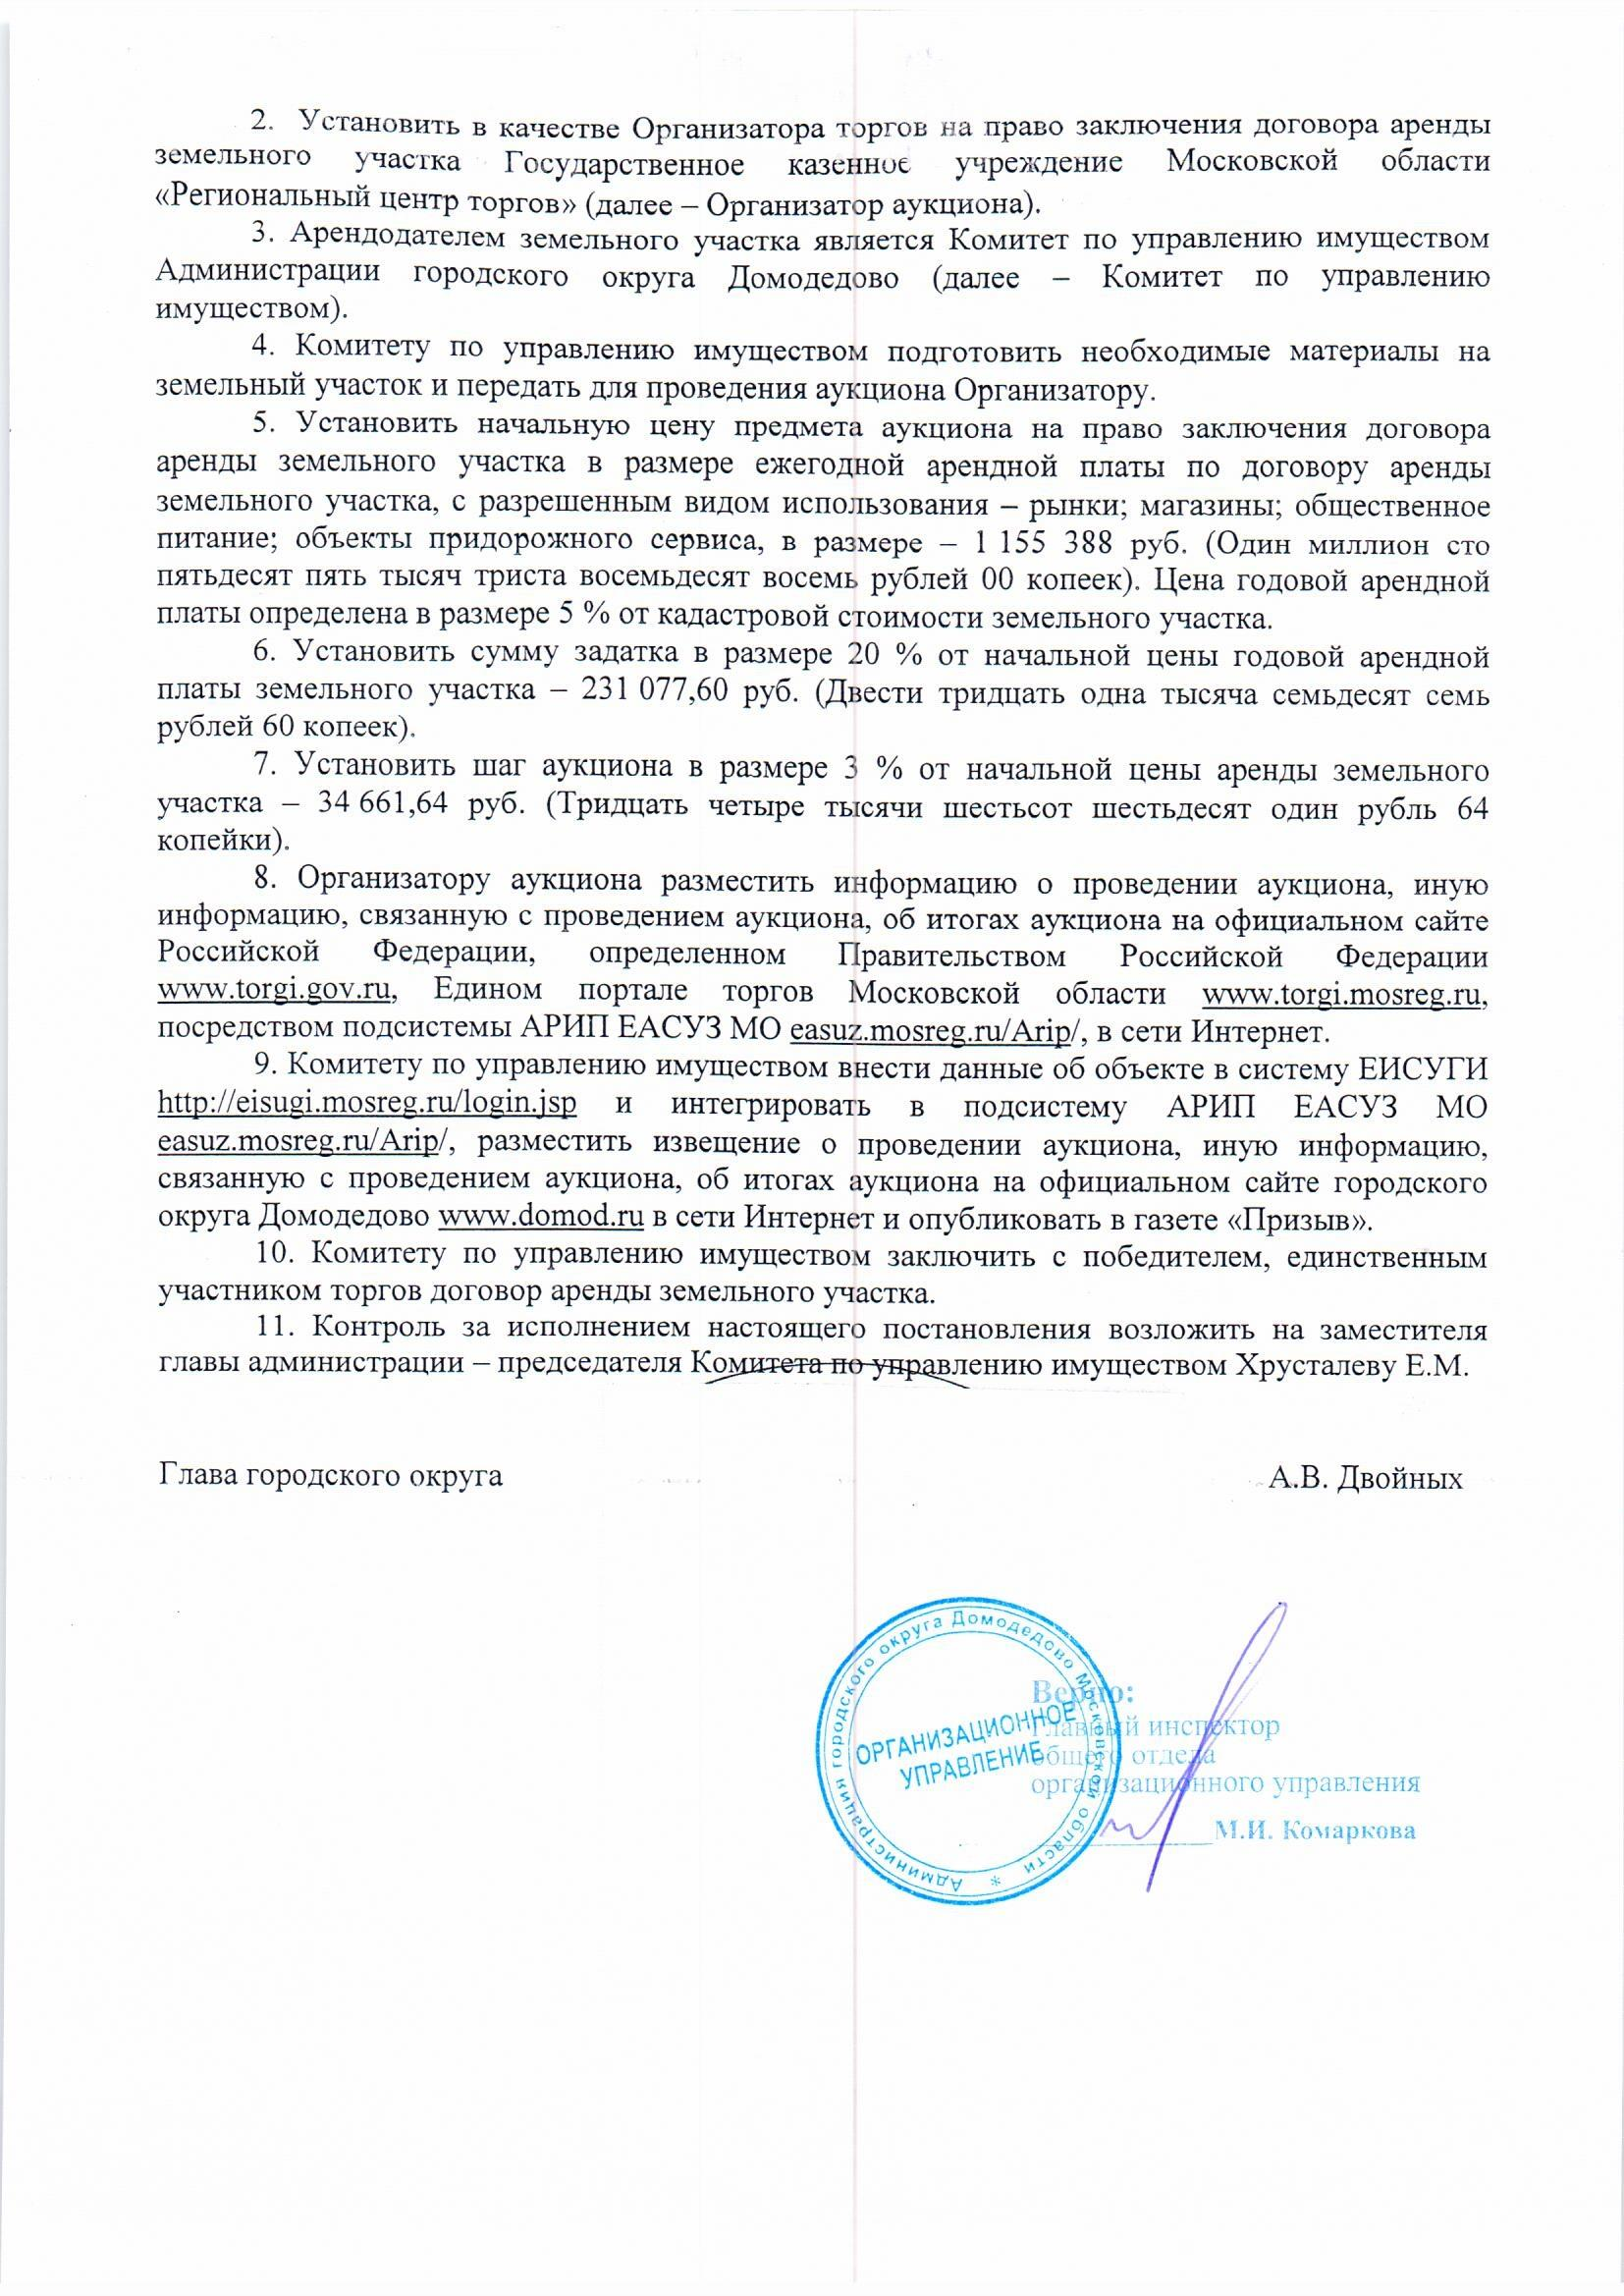 2. Установить в качестве Организатора торгов на право заключения договора аренды
земельного участка Государственное казенное учреждение Московской области
«Региональный центр торгов» (далее – Организатор аукциона).
3. Арендодателем земельного участка является Комитет по управлению имуществом
Администрации городского округа Домодедово (далее – Комитет по управлению
имуществом).
4. Комитету по управлению имуществом подготовить необходимые материалы на
земельный участок и передать для проведения аукциона Организатору.
5. Установить начальную цену предмета аукциона на право заключения договора
аренды земельного участка в размере ежегодной арендной платы по договору аренды
земельного участка, с разрешенным видом использования – рынки; магазины; общественное
питание; объекты придорожного сервиса, в размере – 1 155 388 руб. (Один миллион сто
пятьдесят пять тысяч триста восемьдесят восемь рублей 00 копеек). Цена годовой арендной
платы определена в размере 5 % от кадастровой стоимости земельного участка.
6. Установить сумму задатка в размере 20 % от начальной цены годовой арендной
платы земельного участка – 231 077,60 руб. (Двести тридцать одна тысяча семьдесят семь
рублей 60 копеек).
7. Установить шаг аукциона в размере 3 % от начальной цены аренды земельного
участка – 34 661,64 руб. (Тридцать четыре тысячи шестьсот шестьдесят один рубль 64
копейки).
8. Организатору аукциона разместить информацию о проведении аукциона, иную
информацию, связанную с проведением аукциона, об итогах аукциона на официальном сайте
Российской Федерации, определенном Правительством Российской Федерации
www.torgi.gov.ru, Едином портале торгов Московской области www.torgi.mosreg.ru,
посредством подсистемы АРИП ЕАСУЗ МО easuz.mosreg.ru/Arip/, в сети Интернет.
9. Комитету по управлению имуществом внести данные об объекте в систему ЕИСУГИ
http://eisugi.mosreg.ru/login.jsp и интегрировать в подсистему АРИП ЕАСУЗ МО
easuz.mosreg.ru/Arip/, разместить извещение о проведении аукциона, иную информацию,
связанную с проведением аукциона, об итогах аукциона на официальном сайте городского
округа Домодедово www.domod.ru в сети Интернет и опубликовать в газете «Призыв».
10. Комитету по управлению имуществом заключить с победителем, единственным
участником торгов договор аренды земельного участка.
11. Контроль за исполнением настоящего постановления возложить на заместителя
главы администрации – председателя Комитета по управлению имуществом Хрусталеву Е.М.
Глава городского округа А.В. Двойных
Администрация городского округа Домодедово Московской области *
ОРГАНИЗАЦИОННОЕ
УПРАВЛЕНИЕ
Верно:
Главный инспектор
общего отдела
организационного управления
М.И. Комаркова